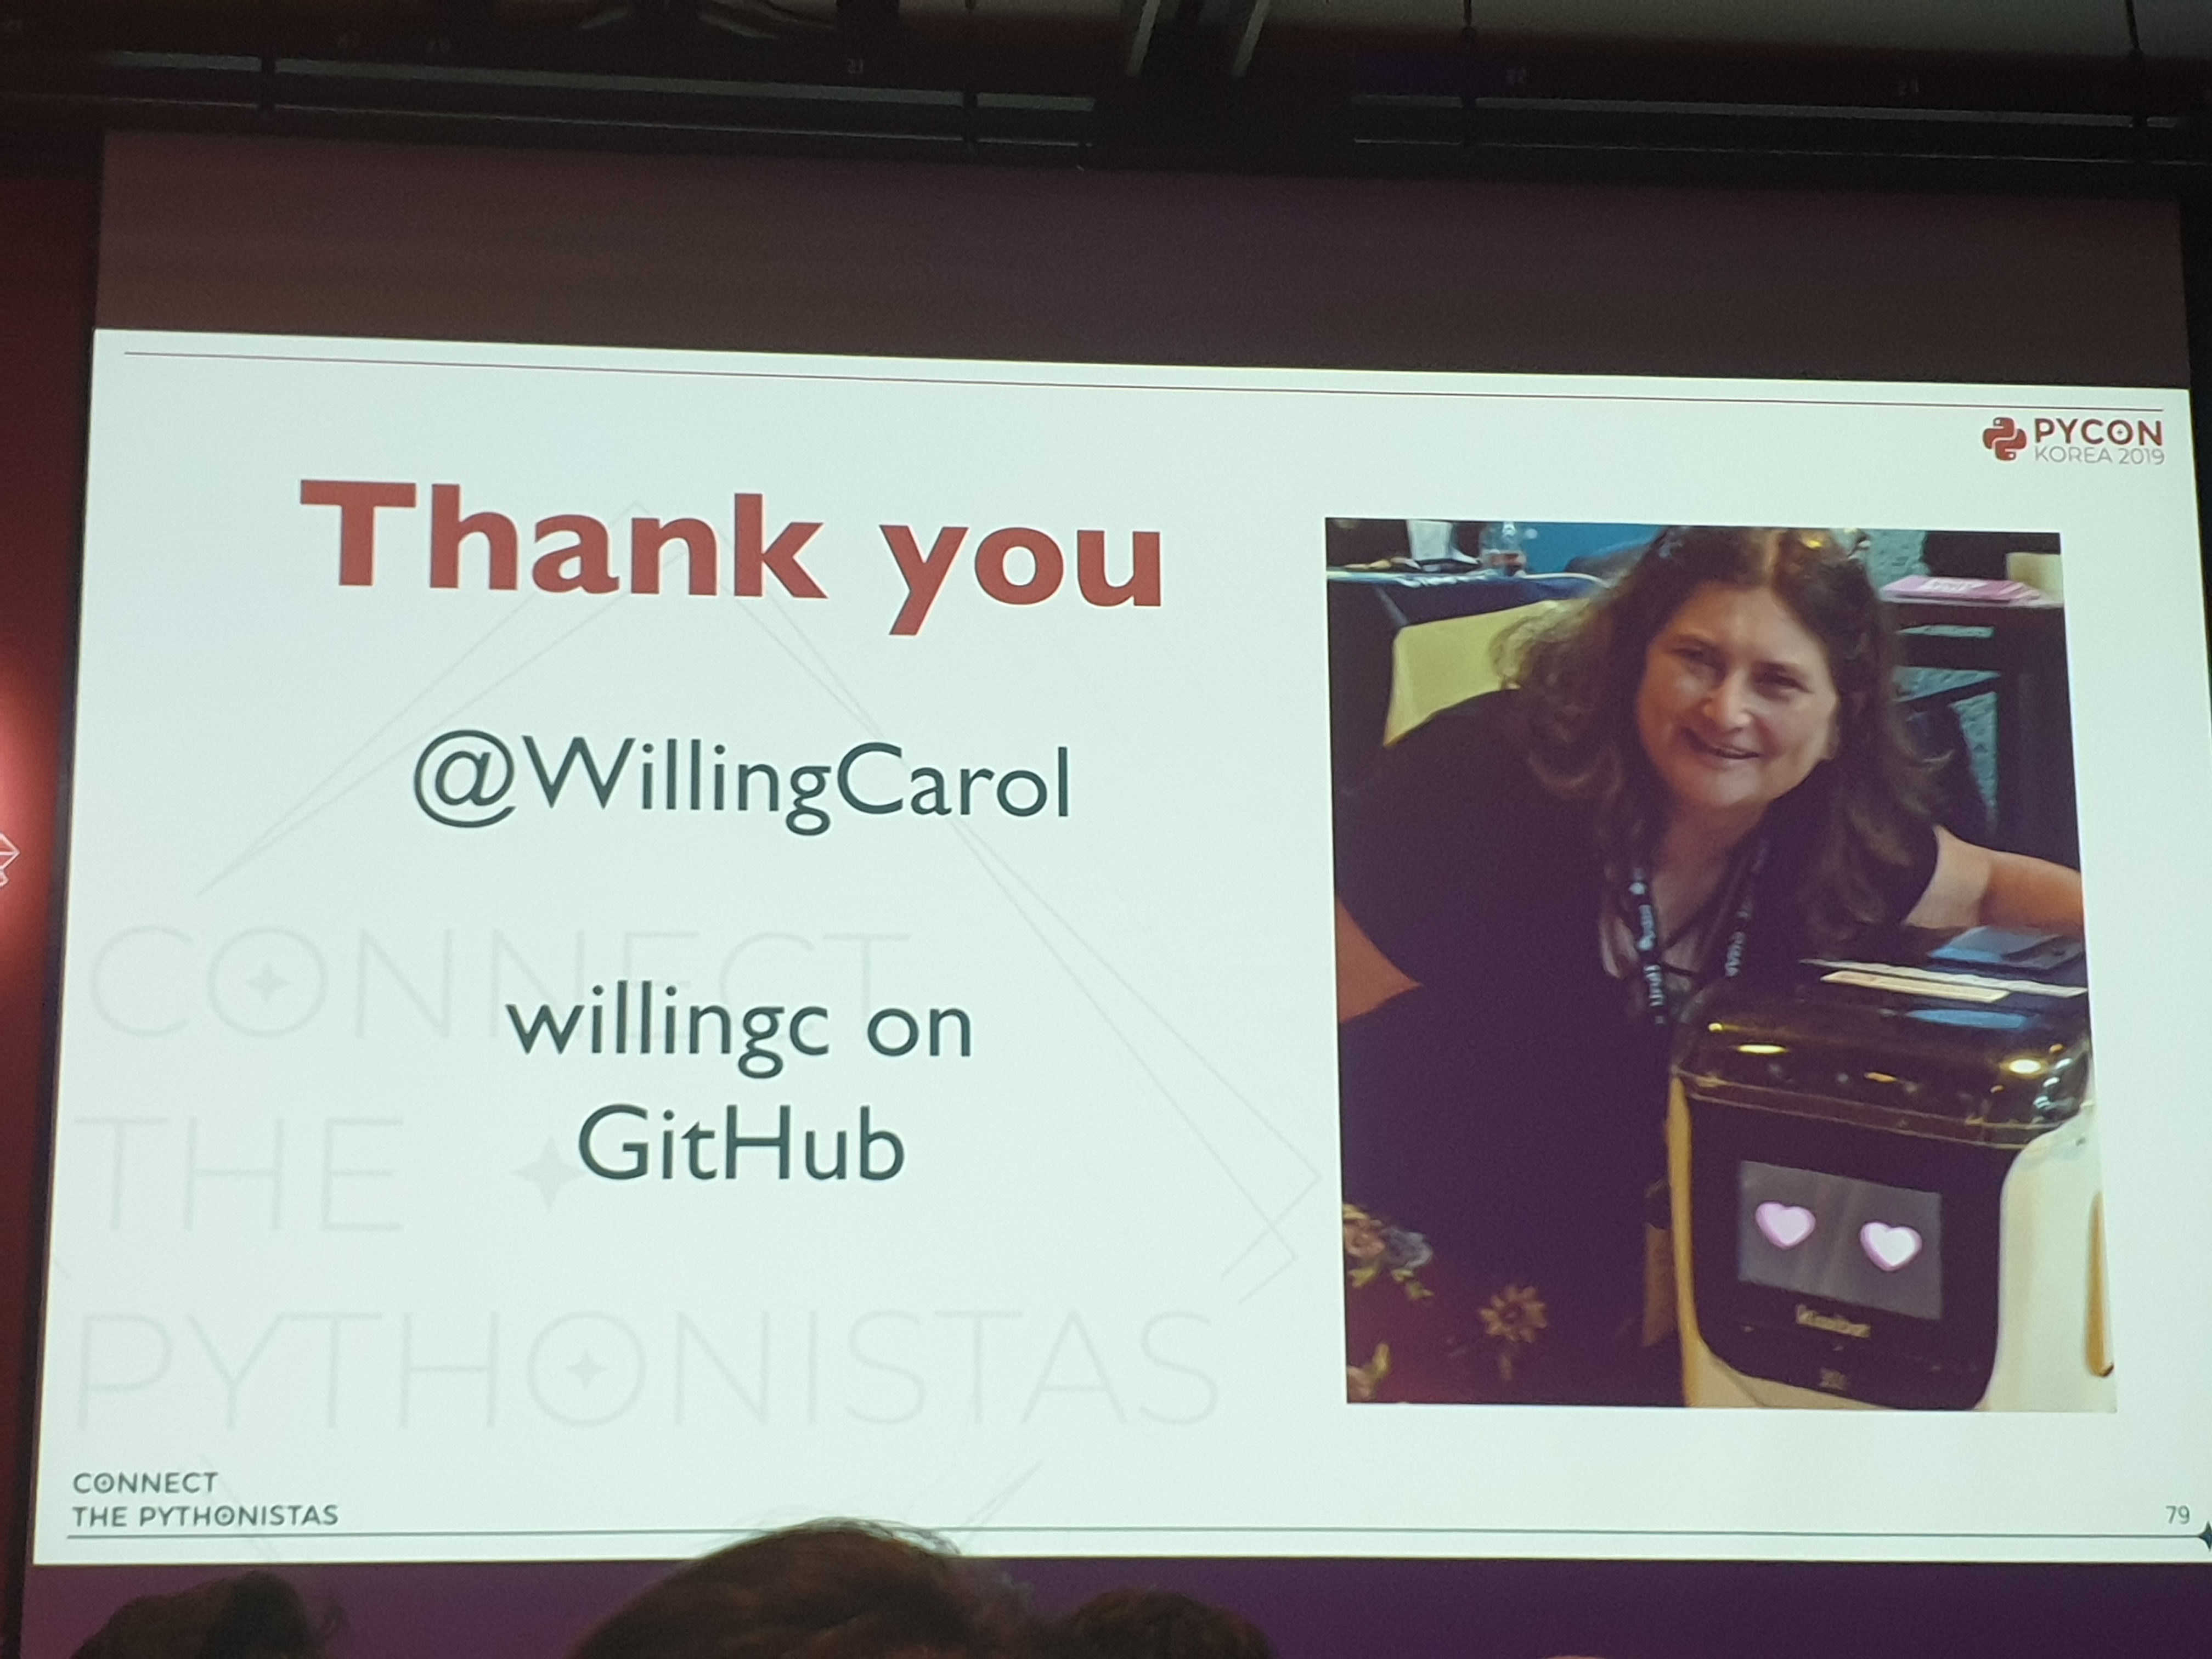 PYCON
KOREA 2019
Thank you
@WillingCarol
willingc on
GitHub
CONNECT
THE
PYTHONISTAS
CONNECT
THE PYTHONISTAS
79